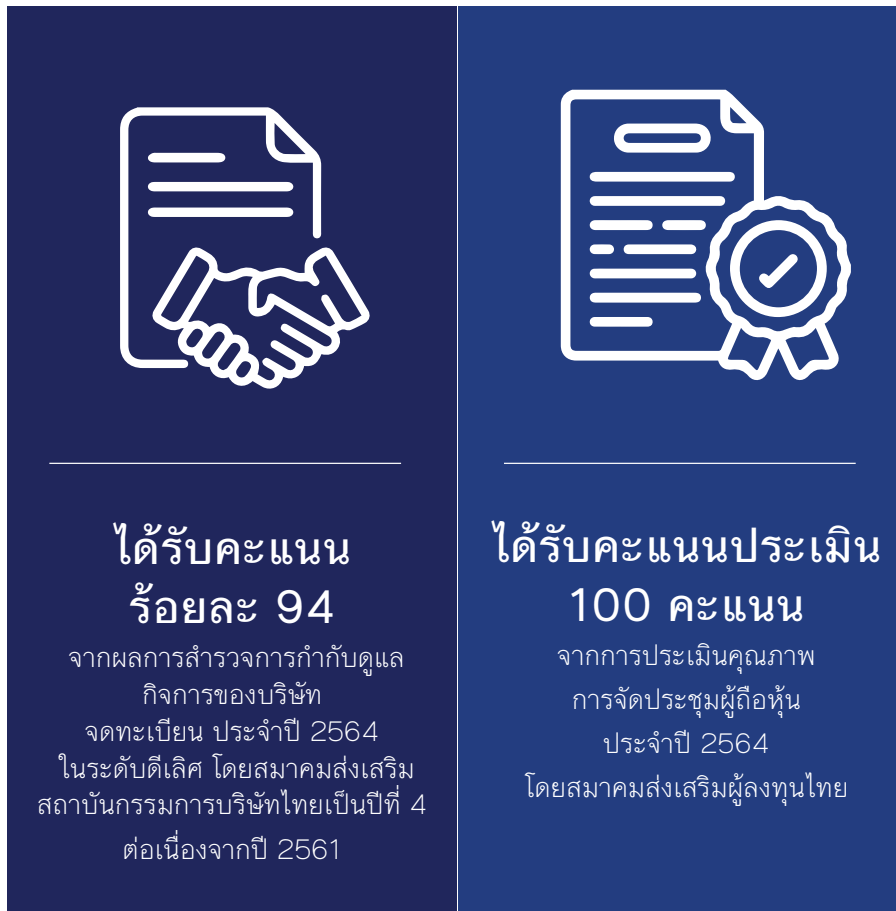 ได้รับคะแนน
ร้อยละ 94
จากผลการสำรวจการกำกับดูแล
กิจการของบริษัท
จดทะเบียน ประจำปี 2564
ในระดับดีเลิศ โดยสมาคมส่งเสริม
สถาบันกรรมการบริษัทไทยเป็นปีที่ 4
ต่อเนื่องจากปี 2561
ได้รับคะแนนประเมิน
100 คะแนน
จากการประเมินคุณภาพ
การจัดประชุมผู้ถือหุ้น
ประจำปี 2564
โดยสมาคมส่งเสริมผู้ลงทุนไทย